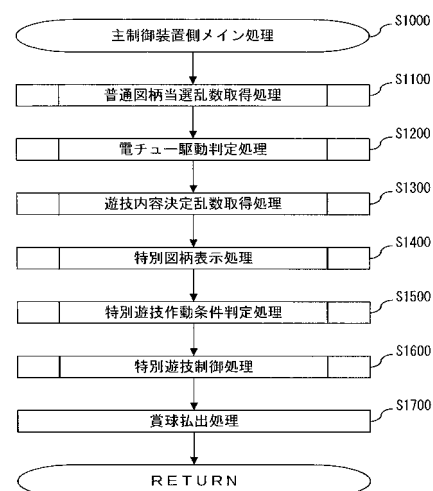 主制御装置側メイン処理
S1000
普通図柄当選乱数取得処理
S1100
電チュー駆動判定処理
S1200
遊技内容決定乱数取得処理
S1300
特別図柄表示処理
S1400
特別遊技作動条件判定処理
S1500
特別遊技制御処理
S1600
賞球払出処理
S1700
RETURN